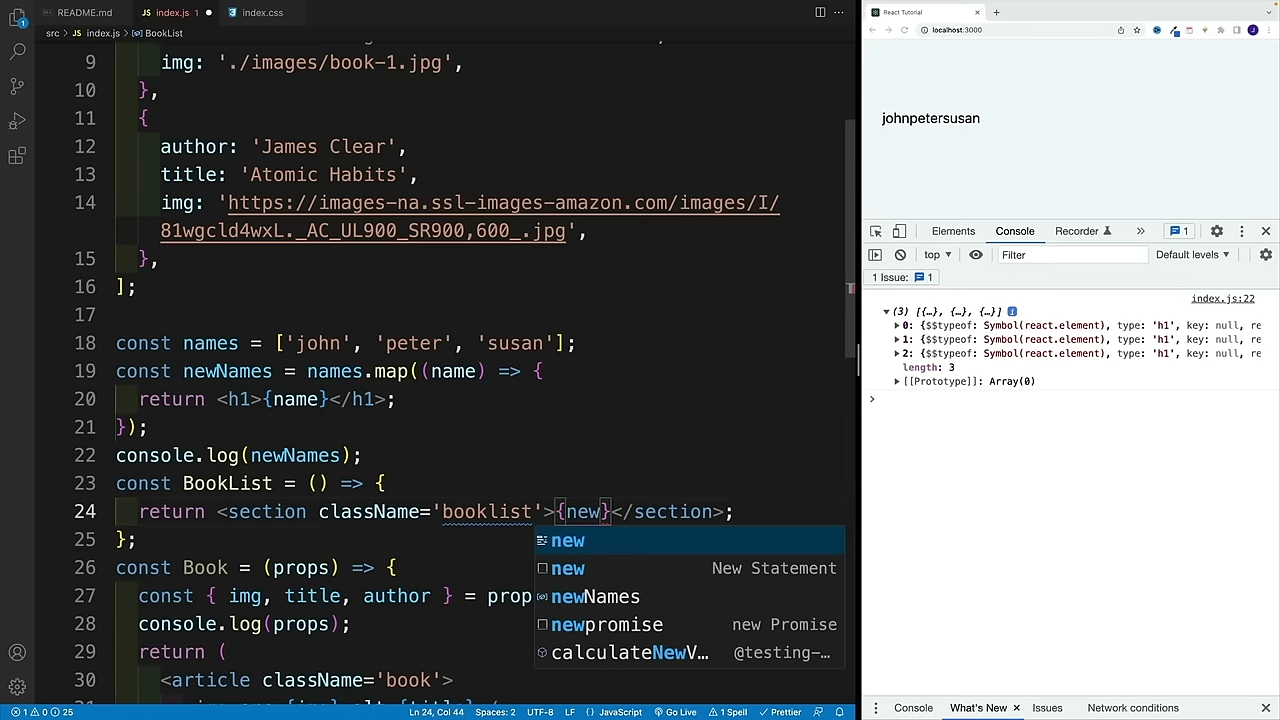 README.md
index.js 1
index.css
src > JS index.js > BookList
9 img: './images/book-1.jpg',
10 },
11 {
12 author: 'James Clear',
13 title: 'Atomic Habits',
14 img: 'https://images-na.ssl-images-amazon.com/images/I/
81wgcld4wxL._AC_UL900_SR900,600_.jpg',
15 },
16 ];
17
18 const names = ['john', 'peter', 'susan'];
19 const newNames = names.map((name) => {
20 return <h1>{name}</h1>;
21 });
22 console.log(newNames);
23 const BookList = () => {
24 return <section className='booklist'>{new}</section>;
25 };
26 const Book = (props) => {
27 const { img, title, author } = prop
28 console.log(props);
29 return (
30 <article className='book'>
new
new New Statement
newNames
newpromise new Promise
calculateNewV… @testing-…
1 0 25
Ln 24, Col 44 Spaces: 2 UTF-8 LF {} JavaScript Go Live 1 Spell Prettier
React Tutorial
localhost:3000
johnpetersusan
Elements Console Recorder » 1
top ▼ Filter Default levels ▼
1 Issue: 1
index.js:22
(3) [{…}, {…}, {…}]
0: {$$typeof: Symbol(react.element), type: 'h1', key: null, re
1: {$$typeof: Symbol(react.element), type: 'h1', key: null, re
2: {$$typeof: Symbol(react.element), type: 'h1', key: null, re
length: 3
[[Prototype]]: Array(0)
>
Console What's New Issues Network conditions